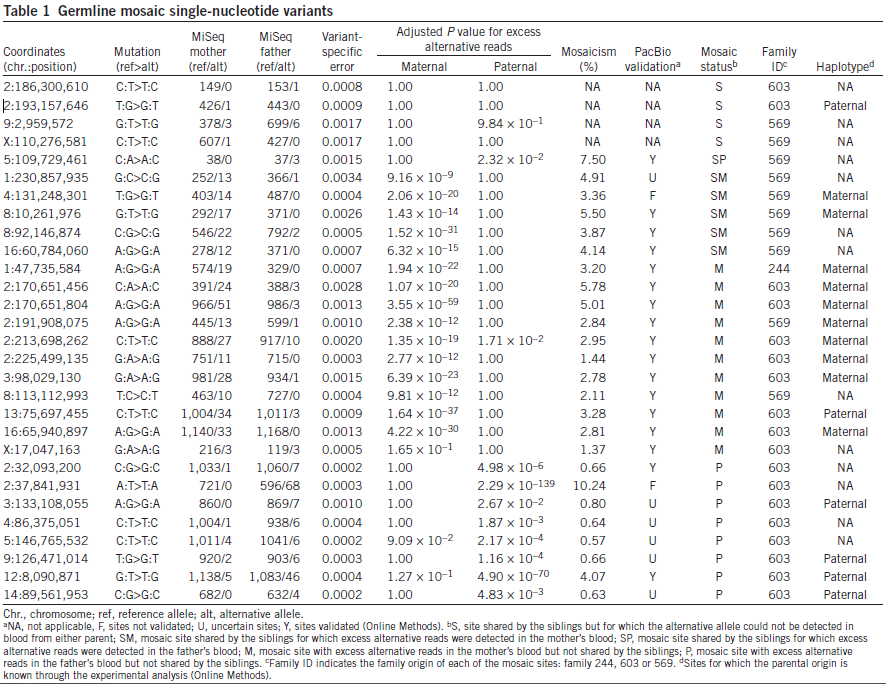 Table 1 Germline mosaic single-nucleotide variants
Coordinates (chr.:position) Mutation (ref>alt) MiSeq mother (ref/alt) MiSeq father (ref/alt) Variant-specific error Adjusted P value for excess alternative reads Maternal Paternal Mosaicism (%) PacBio validationᵃ Mosaic statusᵇ Family IDᶜ Haplotypeᵈ
2:186,300,610 C:T>T:C 149/0 153/1 0.0008 1.00 1.00 NA NA S 603 NA
2:193,157,646 T:G>G:T 426/1 443/0 0.0009 1.00 1.00 NA NA S 603 Paternal
9:2,959,572 G:T>T:G 378/3 699/6 0.0017 1.00 9.84 × 10⁻¹ NA NA S 569 NA
X:110,276,581 C:T>T:C 607/1 427/0 0.0017 1.00 1.00 NA NA S 569 NA
5:109,729,461 C:A>A:C 38/0 37/3 0.0015 1.00 2.32 × 10⁻² 7.50 Y SP 569 NA
1:230,857,935 G:C>C:G 252/13 366/1 0.0034 9.16 × 10⁻⁹ 1.00 4.91 U SM 569 NA
4:131,248,301 T:G>G:T 403/14 487/0 0.0004 2.06 × 10⁻²⁰ 1.00 3.36 F SM 569 Maternal
8:10,261,976 G:T>T:G 292/17 371/0 0.0026 1.43 × 10⁻¹⁴ 1.00 5.50 Y SM 569 Maternal
8:92,146,874 C:G>C:G 546/22 792/2 0.0005 1.52 × 10⁻³¹ 1.00 3.87 Y SM 569 NA
16:60,784,060 A:G>G:A 278/12 371/0 0.0007 6.32 × 10⁻¹⁵ 1.00 4.14 Y SM 569 NA
1:47,735,584 A:G>G:A 574/19 329/0 0.0007 1.94 × 10⁻²² 1.00 3.20 Y M 244 Maternal
2:170,651,456 C:A>A:C 391/24 388/3 0.0028 1.07 × 10⁻²⁰ 1.00 5.78 Y M 603 Maternal
2:170,651,804 A:G>G:A 966/51 986/3 0.0013 3.55 × 10⁻⁵⁹ 1.00 5.01 Y M 603 Maternal
2:191,908,075 A:G>G:A 445/13 599/1 0.0010 2.38 × 10⁻¹² 1.00 2.84 Y M 569 Maternal
2:213,698,262 C:T>T:C 888/27 917/10 0.0020 1.35 × 10⁻¹⁹ 1.71 × 10⁻² 2.95 Y M 603 Maternal
2:225,499,135 G:A>A:G 751/11 715/0 0.0003 2.77 × 10⁻¹² 1.00 1.44 Y M 603 Maternal
3:98,029,130 G:A>A:G 981/28 934/1 0.0015 6.39 × 10⁻²³ 1.00 2.78 Y M 603 Maternal
8:113,112,993 T:C>C:T 463/10 727/0 0.0004 9.81 × 10⁻¹² 1.00 2.11 Y M 569 NA
13:75,697,455 C:T>T:C 1,004/34 1,011/3 0.0009 1.64 × 10⁻³⁷ 1.00 3.28 Y M 603 Paternal
16:65,940,897 A:G>G:A 1,140/33 1,168/0 0.0013 4.22 × 10⁻³⁰ 1.00 2.81 Y M 603 Maternal
X:17,047,163 G:A>A:G 216/3 119/3 0.0005 1.65 × 10⁻¹ 1.00 1.37 Y M 603 NA
2:32,093,200 C:G>G:C 1,033/1 1,060/7 0.0002 1.00 4.98 × 10⁻⁶ 0.66 Y P 603 NA
2:37,841,931 A:T>T:A 721/0 596/68 0.0003 1.00 2.29 × 10⁻¹³⁹ 10.24 F P 603 NA
3:133,108,055 A:G>G:A 860/0 869/7 0.0010 1.00 2.67 × 10⁻² 0.80 U P 603 Paternal
4:86,375,051 C:T>T:C 1,004/1 938/6 0.0004 1.00 1.87 × 10⁻³ 0.64 U P 603 NA
5:146,765,532 C:T>T:C 1,011/4 1041/6 0.0002 9.09 × 10⁻² 2.17 × 10⁻⁴ 0.57 U P 603 NA
9:126,471,014 T:G>G:T 920/2 903/6 0.0003 1.00 1.16 × 10⁻⁴ 0.66 U P 603 Paternal
12:8,090,871 G:T>T:G 1,138/5 1,083/46 0.0004 1.27 × 10⁻¹ 4.90 × 10⁻⁷⁰ 4.07 Y P 603 Paternal
14:89,561,953 C:G>G:C 682/0 632/4 0.0002 1.00 4.83 × 10⁻³ 0.63 U P 603 Paternal
Chr., chromosome; ref, reference allele; alt, alternative allele.
ᵃNA, not applicable, F, sites not validated; U, uncertain sites; Y, sites validated (Online Methods). ᵇS, site shared by the siblings but for which the alternative allele could not be detected in
blood from either parent; SM, mosaic site shared by the siblings for which excess alternative reads were detected in the mother's blood; SP, mosaic site shared by the siblings for which excess
alternative reads were detected in the father's blood; M, mosaic site with excess alternative reads in the mother's blood but not shared by the siblings; P, mosaic site with excess alternative
reads in the father's blood but not shared by the siblings. ᶜFamily ID indicates the family origin of each of the mosaic sites: family 244, 603 or 569. ᵈSites for which the parental origin is
known through the experimental analysis (Online Methods).